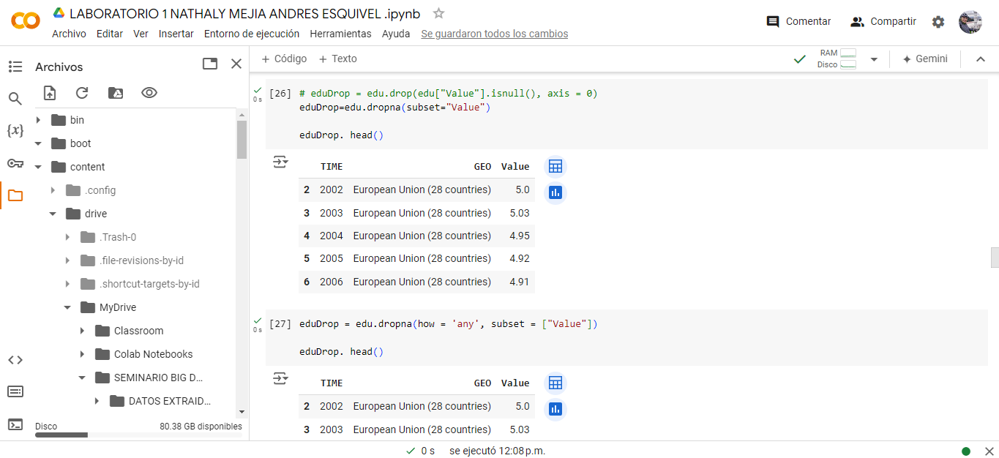 LABORATORIO 1 NATHALY MEJIA ANDRES ESQUIVEL .ipynb
Archivo Editar Ver Insertar Entorno de ejecución Herramientas Ayuda Se guardaron todos los cambios
Comentar Compartir
Archivos
+ Código + Texto
RAM
Disco
Gemini
bin
boot
content
.config
drive
.Trash-0
.file-revisions-by-id
.shortcut-targets-by-id
MyDrive
Classroom
Colab Notebooks
SEMINARIO BIG D...
DATOS EXTRAID...
Disco 80.38 GB disponibles
{x}
0 s
[26] # eduDrop = edu.drop(edu["Value"].isnull(), axis = 0)
eduDrop=edu.dropna(subset="Value")
eduDrop. head()
TIME GEO Value
2 2002 European Union (28 countries) 5.0
3 2003 European Union (28 countries) 5.03
4 2004 European Union (28 countries) 4.95
5 2005 European Union (28 countries) 4.92
6 2006 European Union (28 countries) 4.91
0 s
[27] eduDrop = edu.dropna(how = 'any', subset = ["Value"])
eduDrop. head()
TIME GEO Value
2 2002 European Union (28 countries) 5.0
3 2003 European Union (28 countries) 5.03
0 s se ejecutó 12:08 p.m.